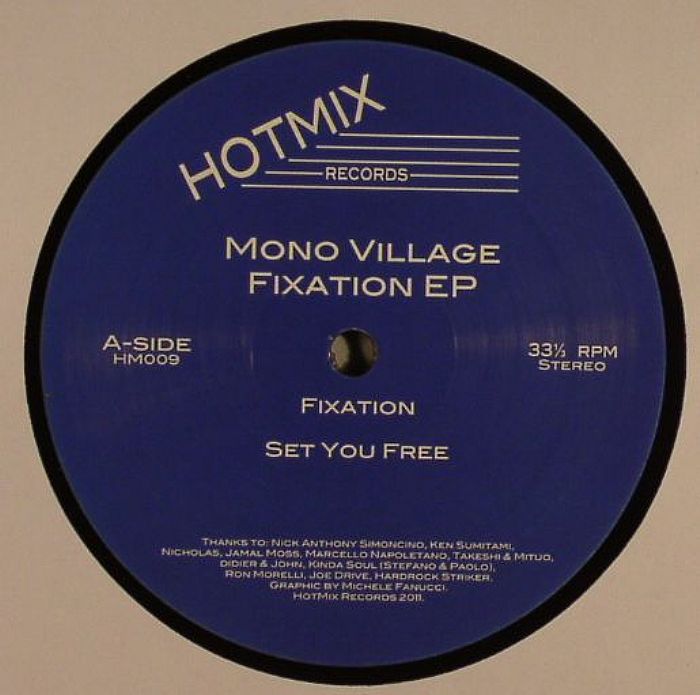 HOTMIX
RECORDS
MONO VILLAGE
FIXATION EP
A-SIDE
HM009
33⅓ RPM
STEREO
FIXATION
SET YOU FREE
THANKS TO: NICK ANTHONY SIMONCINO, KEN SUMITAMI,
NICHOLAS, JAMAL MOSS, MARCELLO NAPOLETANO, TAKESHI & MITUO,
DIDIER & JOHN, KINDA SOUL (STEFANO & PAOLO),
RON MORELLI, JOE DRIVE, HARDROCK STRIKER.
GRAPHIC BY MICHELE FANUCCI.
HOTMIX RECORDS 2011.